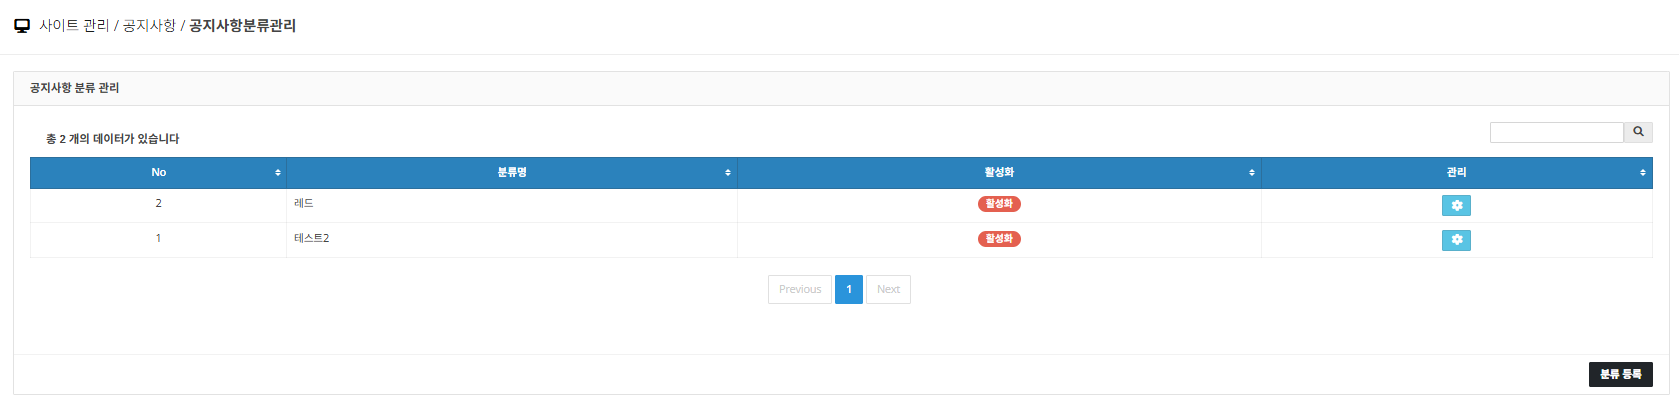 사이트 관리 / 공지사항 / 공지사항분류관리
공지사항 분류 관리
총 2 개의 데이터가 있습니다
No 분류명 활성화 관리
2 레드 활성화
1 테스트2 활성화
Previous 1 Next
분류 등록